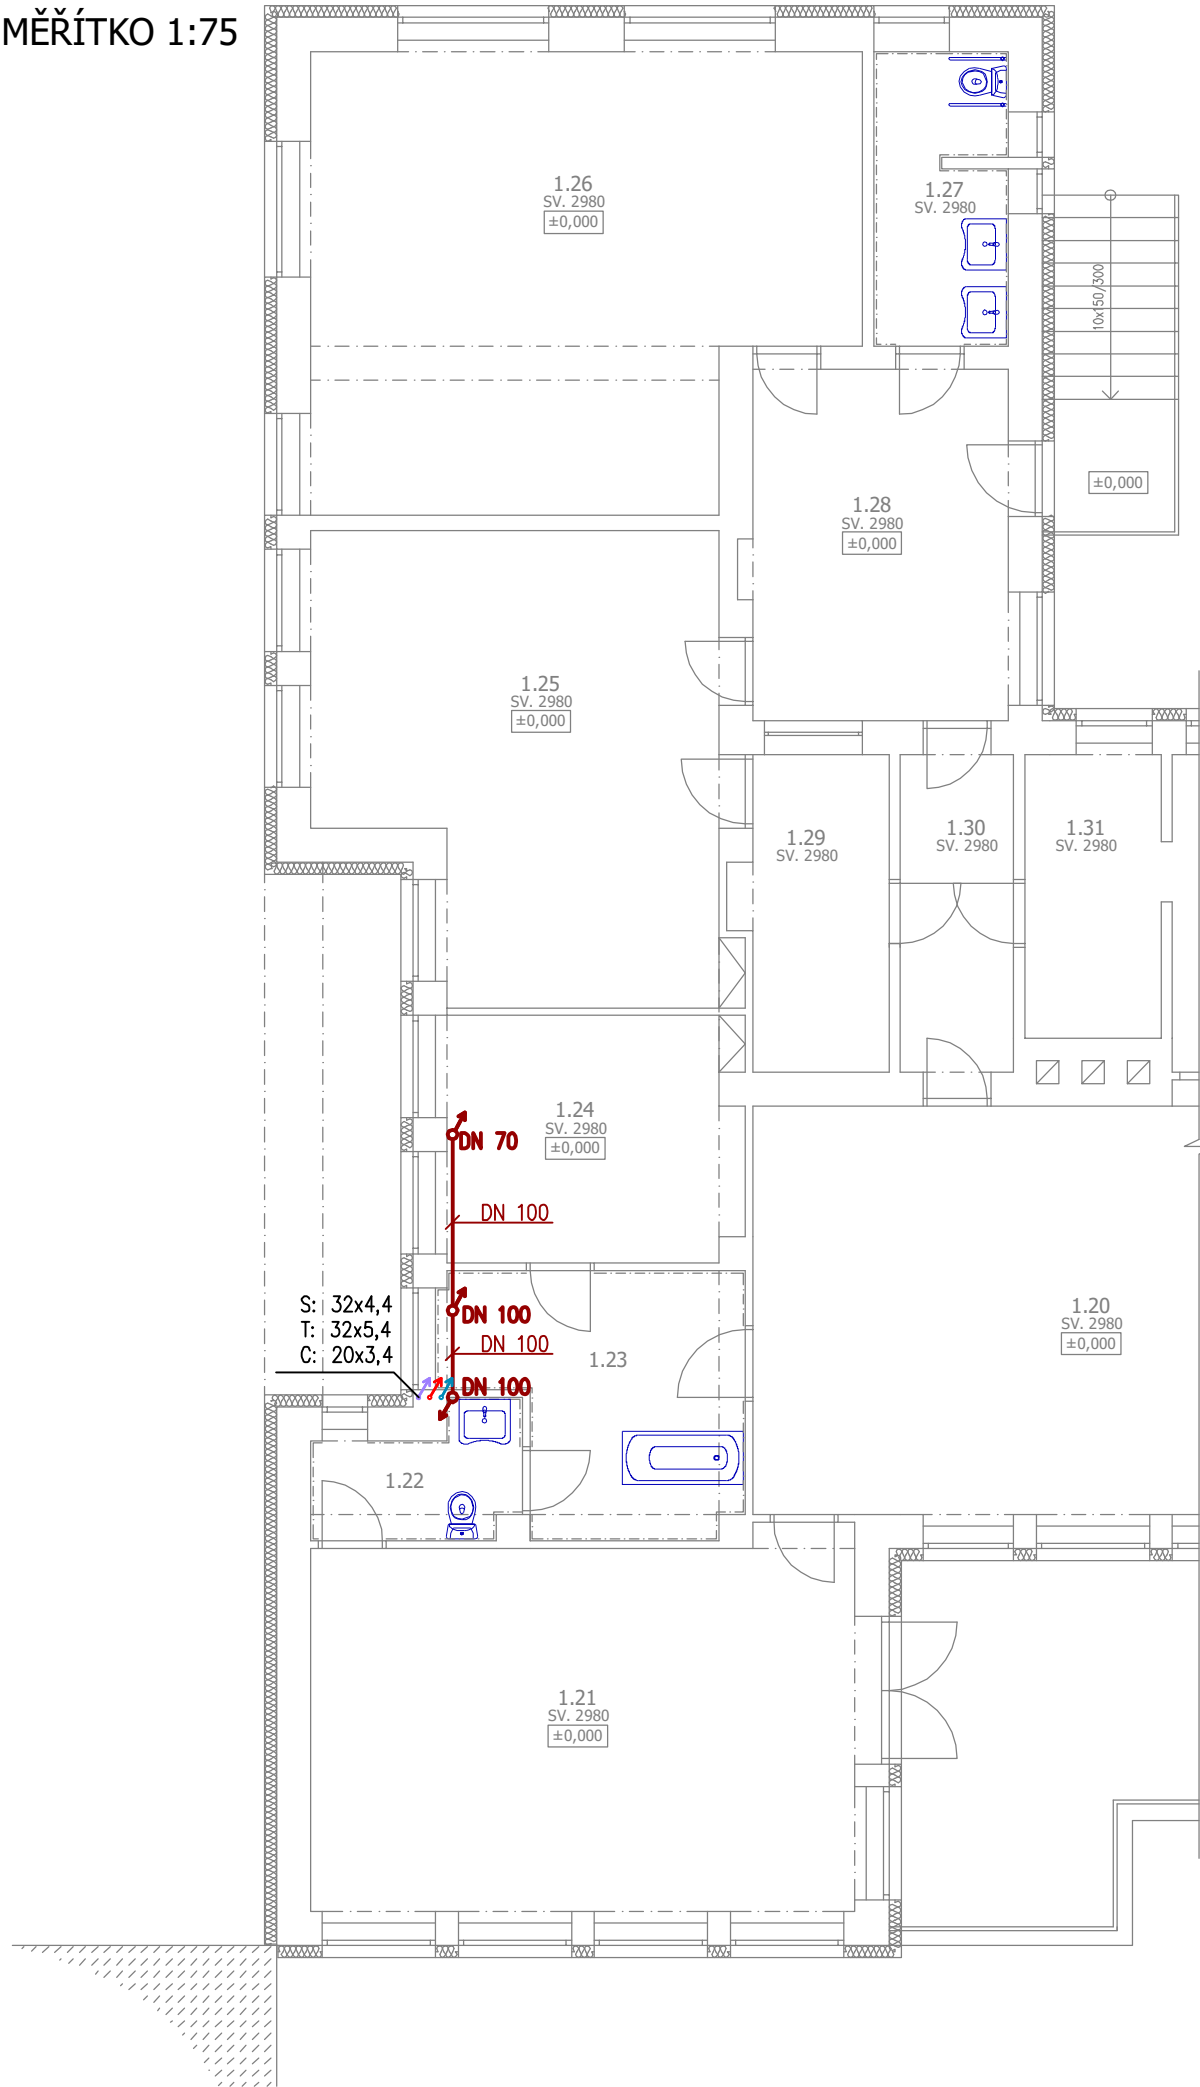 MĚŘÍTKO 1:75
1.26
SV. 2980
±0,000
1.27
SV. 2980
10x150/300
±0,000
1.28
SV. 2980
±0,000
1.25
SV. 2980
±0,000
1.29
SV. 2980
1.30
SV. 2980
1.31
SV. 2980
1.24
SV. 2980
±0,000
DN 70
DN 100
S: 32x4,4
T: 32x5,4
C: 20x3,4
DN 100
DN 100
1.23
DN 100
1.20
SV. 2980
±0,000
1.22
1.21
SV. 2980
±0,000